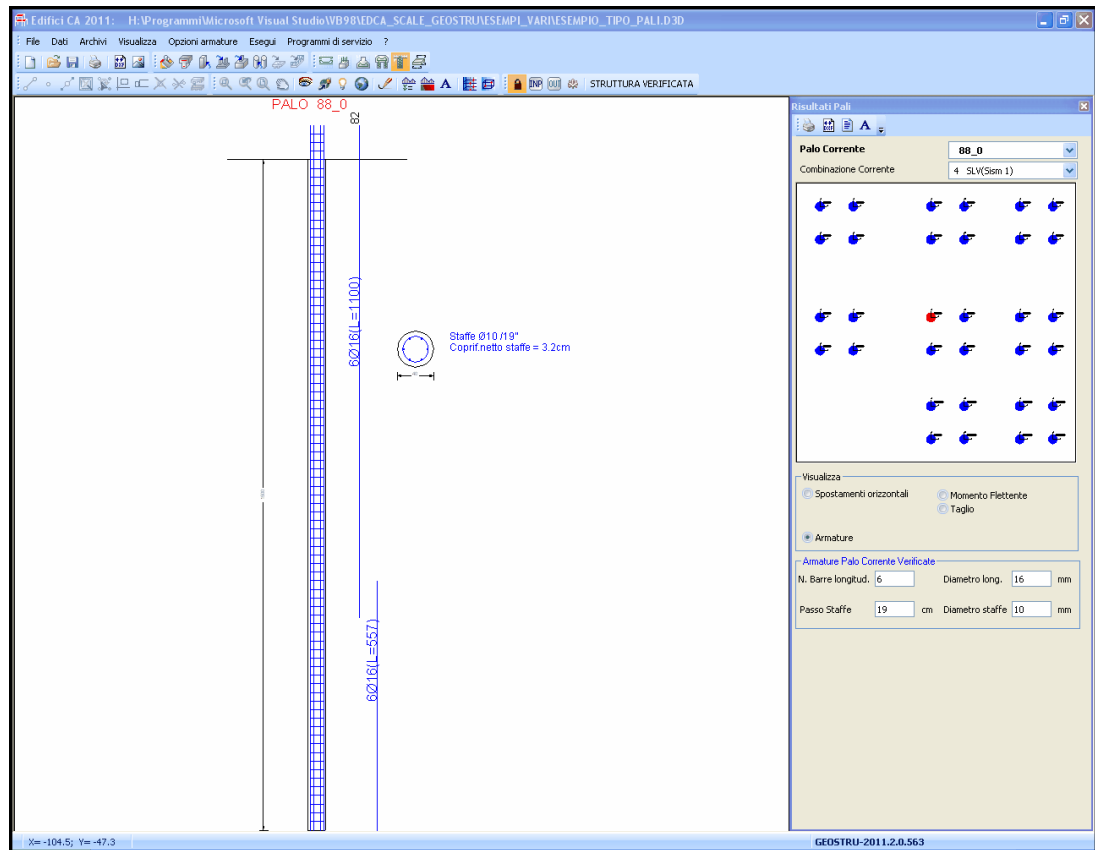 Edifici CA 2011:    H:\Programmi\Microsoft Visual Studio\VB98\EDCA_SCALE_GEOSTRU\ESEMPI_VARI\ESEMPIO_TIPO_PALI.D3D
File Dati Archivi Visualizza Opzioni armature Esegui Programmi di servizio ?
INP OUT STRUTTURA VERIFICATA
PALO 88_0
82
6Ø16(L=1100)
Staffe Ø10 /19"
Coprif.netto staffe = 3.2cm
6Ø16(L=557)
Risultati Pali
Palo Corrente 88_0
Combinazione Corrente 4 SLV(Sism 1)
Visualizza
Spostamenti orizzontali
Momento Flettente
Taglio
Armature
Armature Palo Corrente Verificate
N. Barre longitud. 6 Diametro long. 16 mm
Passo Staffe 19 cm Diametro staffe 10 mm
X= -104.5; Y= -47.3
GEOSTRU-2011.2.0.563